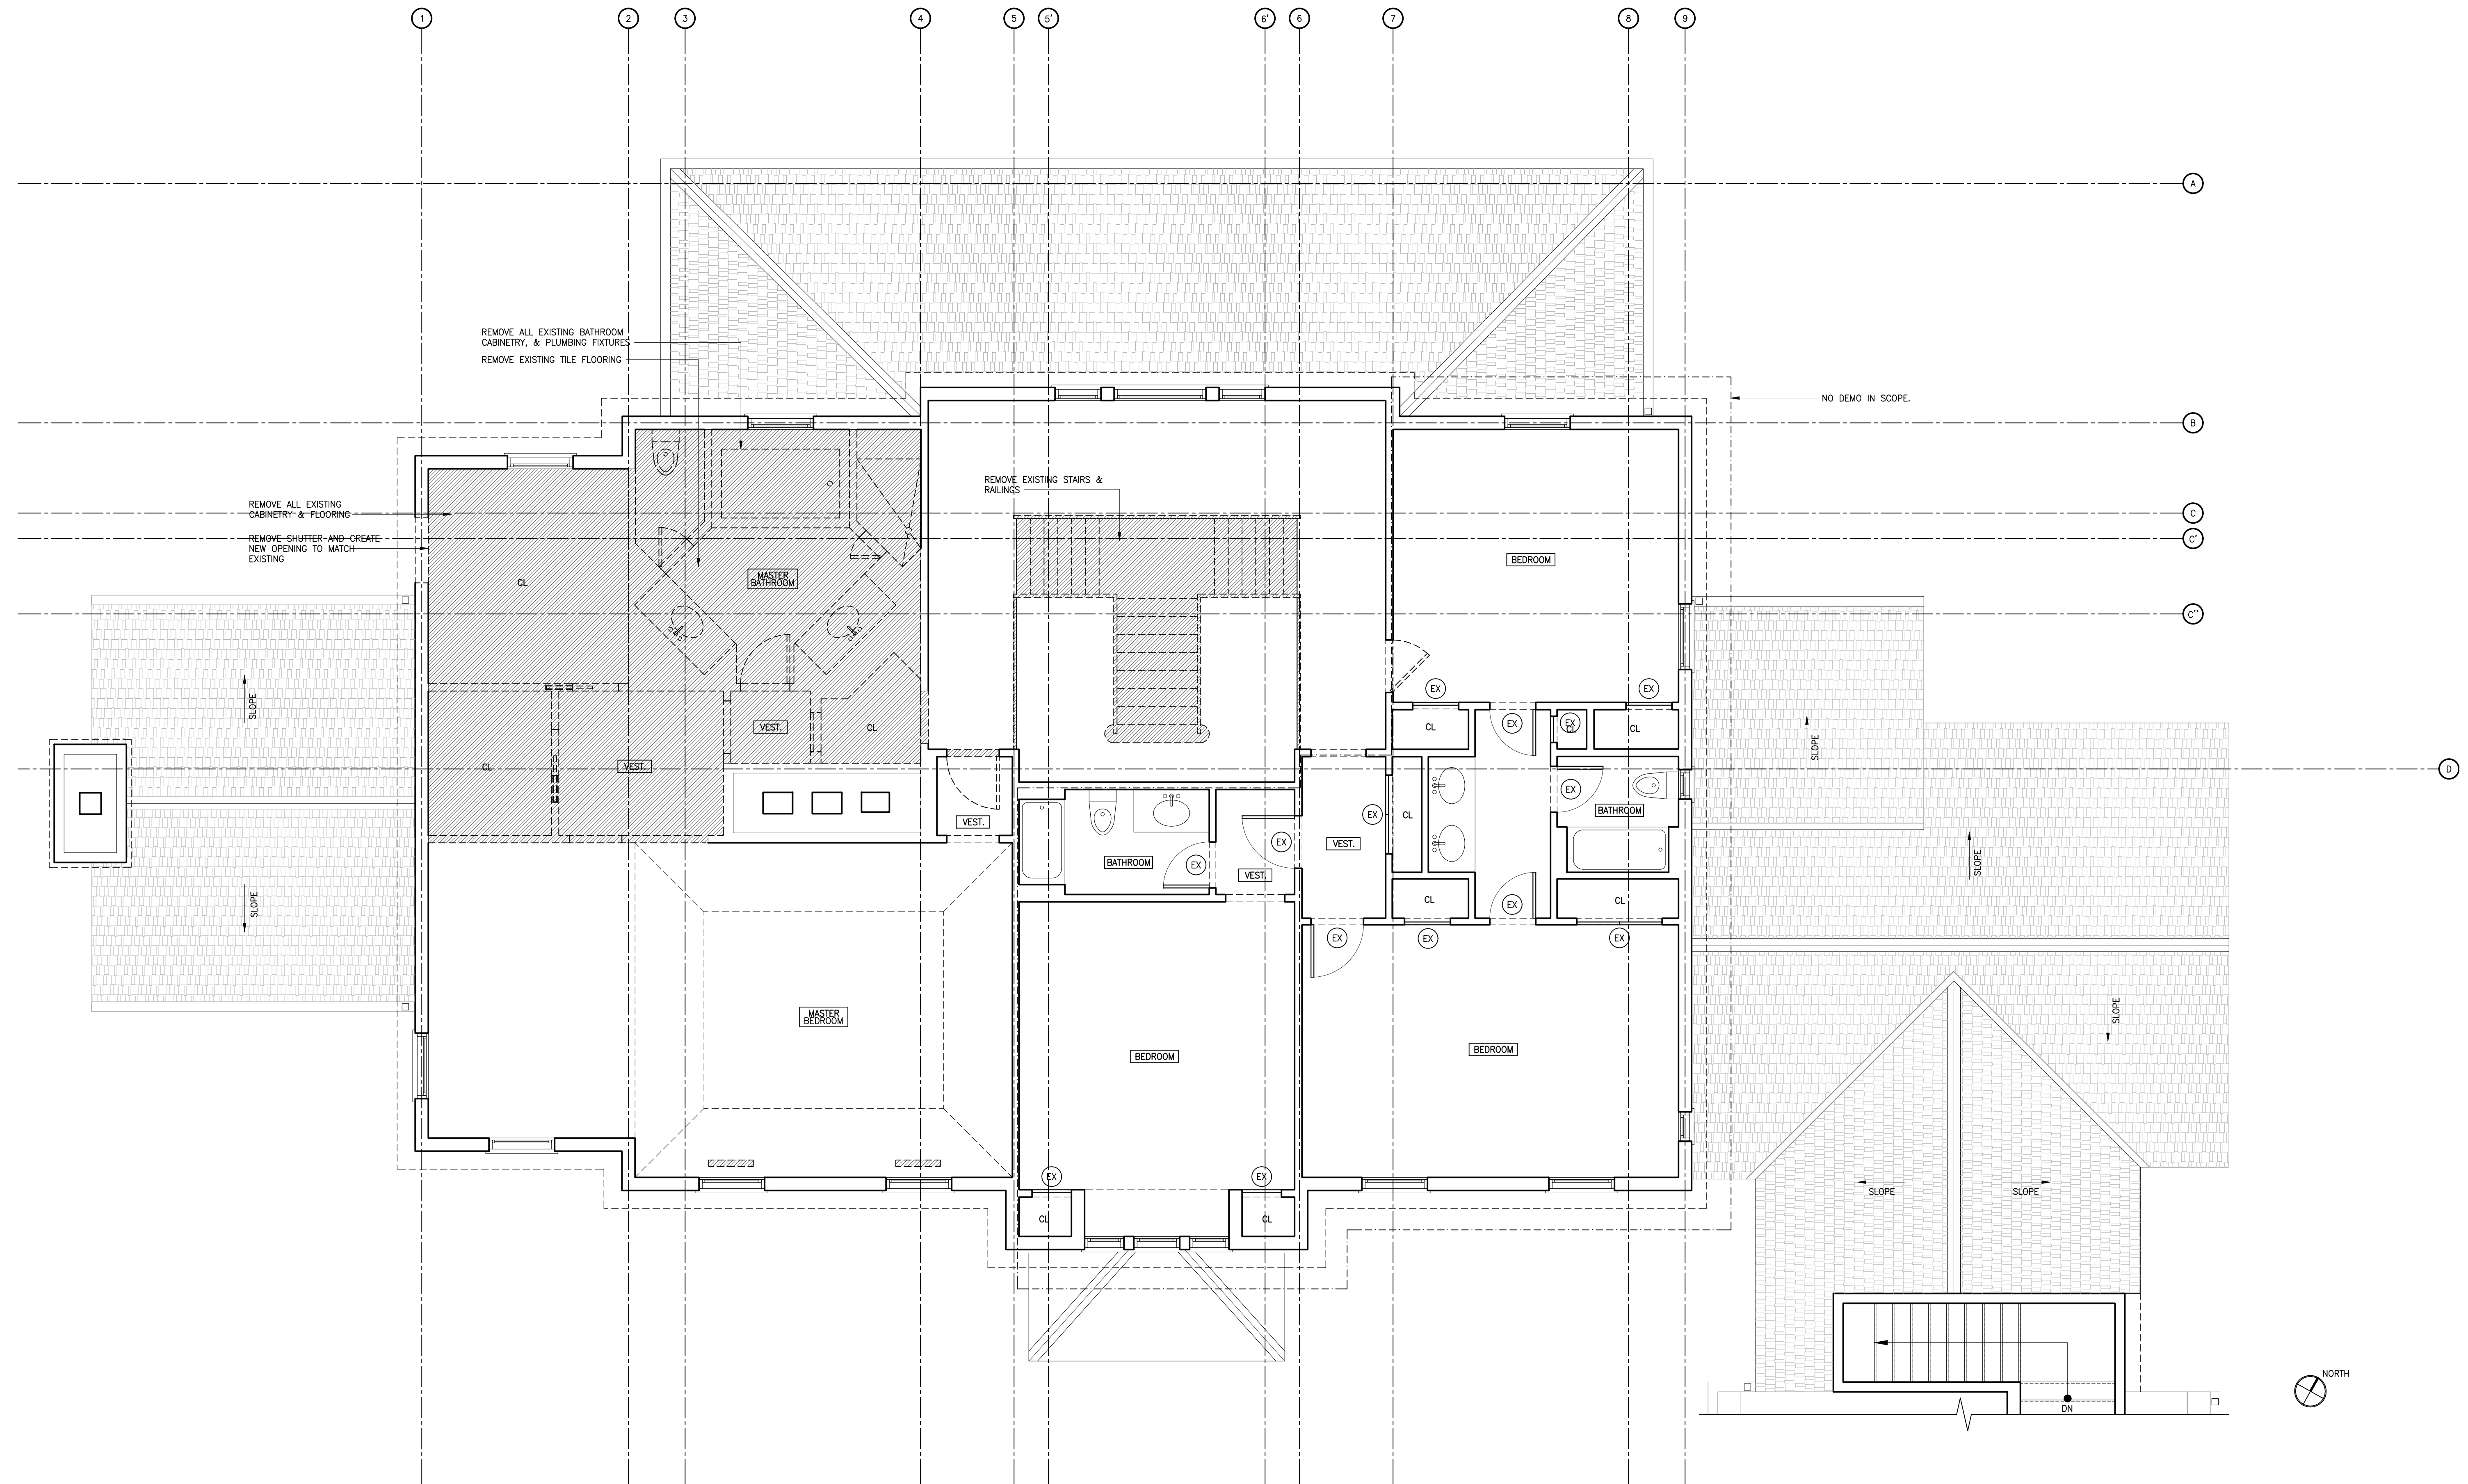 1
2
3
4
5
5'
6'
6
7
8
9
A
REMOVE ALL EXISTING BATHROOM
CABINETRY, & PLUMBING FIXTURES
REMOVE EXISTING TILE FLOORING
NO DEMO IN SCOPE.
B
REMOVE EXISTING STAIRS &
RAILINGS
REMOVE ALL EXISTING
CABINETRY & FLOORING
C
REMOVE SHUTTER AND CREATE
NEW OPENING TO MATCH
EXISTING
C'
BEDROOM
MASTER
BATHROOM
CL
C''
EX
EX
SLOPE
VEST.
CL
CL
EX
EX
CL
CL
SLOPE
CL
VEST.
D
EX
BATHROOM
VEST.
EX
CL
EX
VEST.
BATHROOM
EX
VEST.
SLOPE
SLOPE
CL
EX
CL
EX
EX
EX
MASTER
BEDROOM
BEDROOM
BEDROOM
SLOPE
EX
EX
SLOPE
SLOPE
CL
CL
NORTH
DN